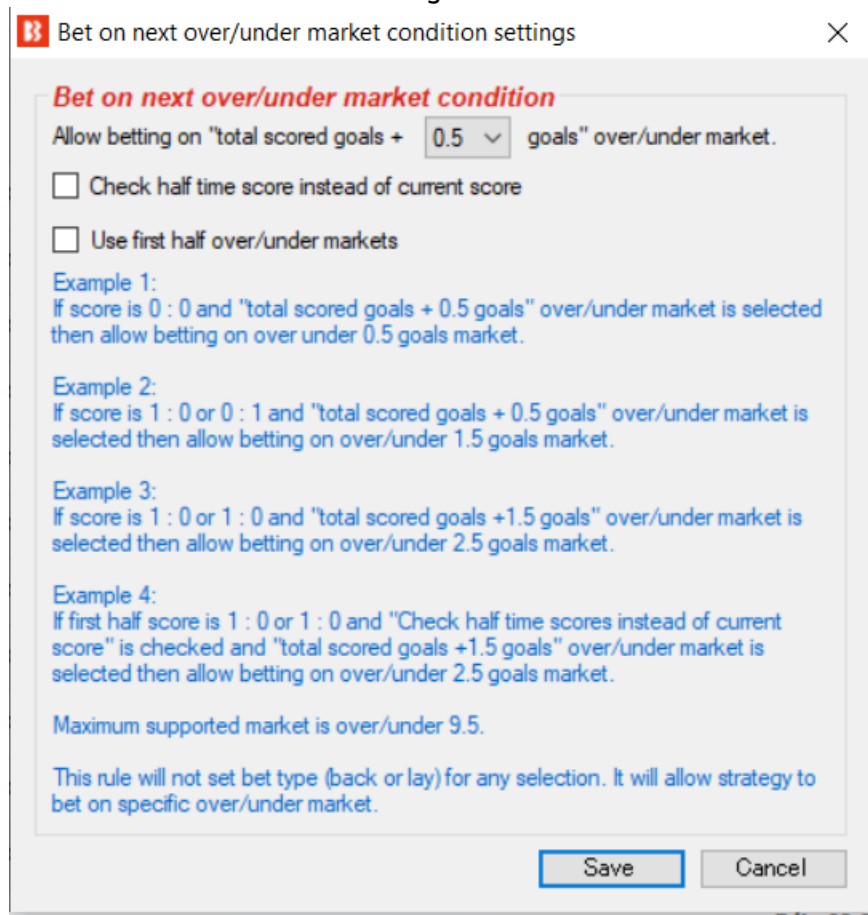 Bet on next over/under market condition settings
Bet on next over/under market condition
Allow betting on "total scored goals + 0.5 goals" over/under market.
Check half time score instead of current score
Use first half over/under markets
Example 1:
If score is 0 : 0 and "total scored goals + 0.5 goals" over/under market is selected
then allow betting on over under 0.5 goals market.
Example 2:
If score is 1 : 0 or 0 : 1 and "total scored goals + 0.5 goals" over/under market is
selected then allow betting on over/under 1.5 goals market.
Example 3:
If score is 1 : 0 or 1 : 0 and "total scored goals +1.5 goals" over/under market is
selected then allow betting on over/under 2.5 goals market.
Example 4:
If first half score is 1 : 0 or 1 : 0 and "Check half time scores instead of current
score" is checked and "total scored goals +1.5 goals" over/under market is
selected then allow betting on over/under 2.5 goals market.
Maximum supported market is over/under 9.5.
This rule will not set bet type (back or lay) for any selection. It will allow strategy to
bet on specific over/under market.
Save Cancel